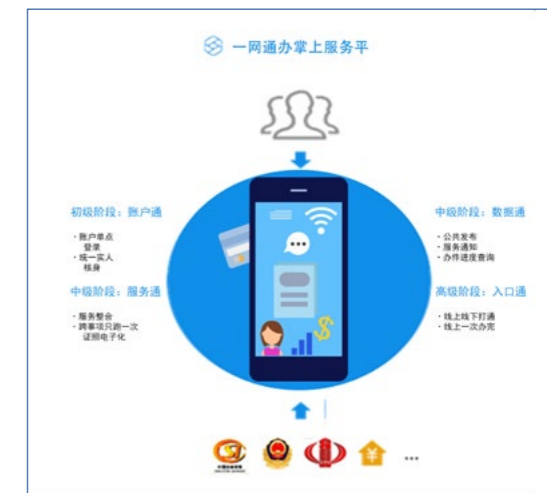 一网通办掌上服务平
初级阶段：账户通
· 账户单点
登录
· 统一实人
核身
中级阶段：服务通
· 服务整合
· 跨事项只跑一次
证照电子化
中级阶段：数据通
· 公共发布
· 服务通知
· 办件进度查询
高级阶段：入口通
· 线上线下打通
· 线上一次办完
$
¥
...